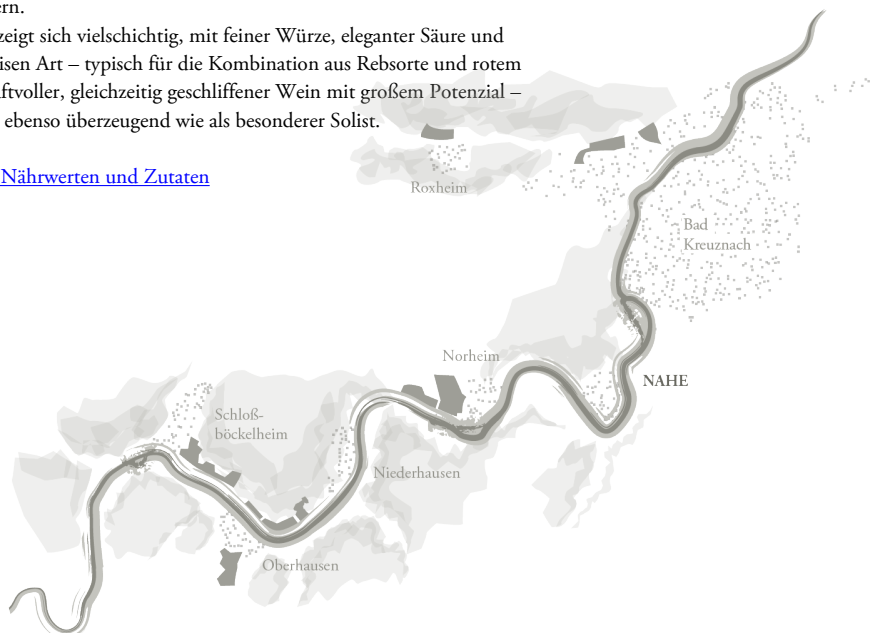 ern.
zeigt sich vielschichtig, mit feiner Würze, eleganter Säure und
isen Art – typisch für die Kombination aus Rebsorte und rotem
ftvoller, gleichzeitig geschliffener Wein mit großem Potenzial –
ebenso überzeugend wie als besonderer Solist.
Nährwerten und Zutaten
Roxheim
Bad
Kreuznach
Norheim
NAHE
Schloß-
böckelheim
Niederhausen
Oberhausen